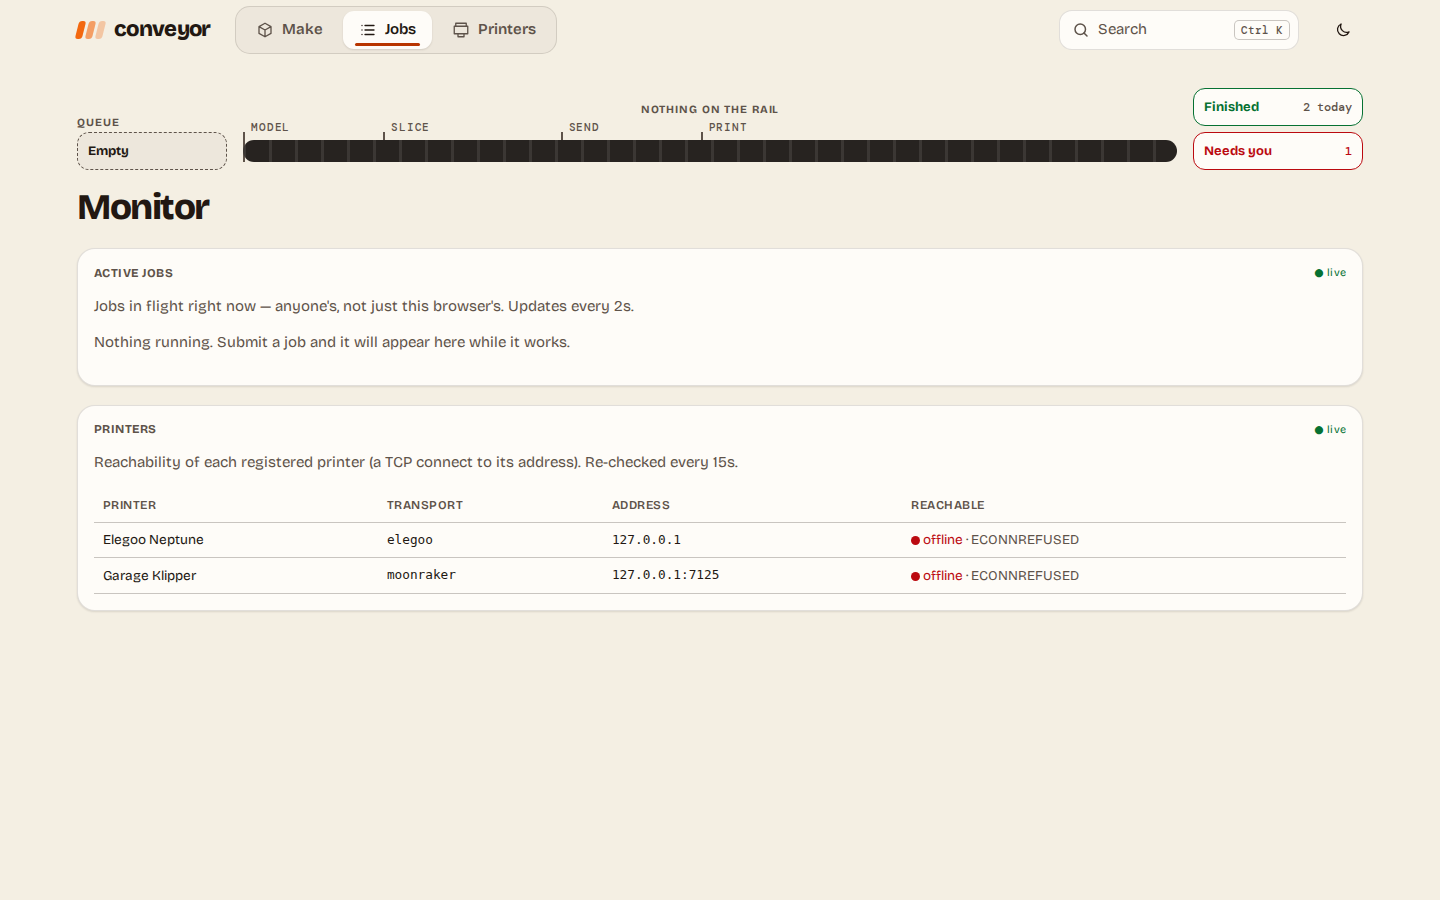 conveyor
Make
Jobs
Printers
Search
Ctrl K
QUEUE
Empty
NOTHING ON THE RAIL
MODEL
SLICE
SEND
PRINT
Finished 2 today
Needs you 1
Monitor
ACTIVE JOBS
live
Jobs in flight right now — anyone's, not just this browser's. Updates every 2s.
Nothing running. Submit a job and it will appear here while it works.
PRINTERS
live
Reachability of each registered printer (a TCP connect to its address). Re-checked every 15s.
PRINTER TRANSPORT ADDRESS REACHABLE
Elegoo Neptune elegoo 127.0.0.1 offline · ECONNREFUSED
Garage Klipper moonraker 127.0.0.1:7125 offline · ECONNREFUSED